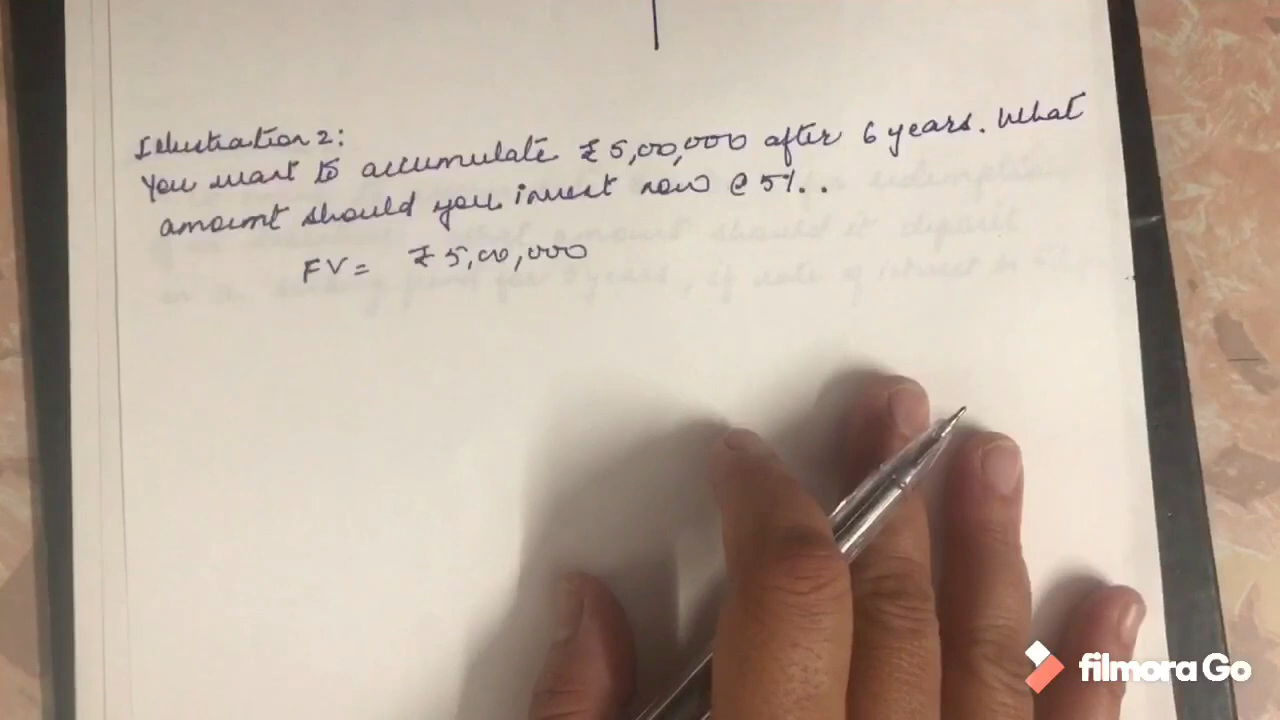 Illustration 2:
You want to accumulate ₹ 5,00,000 after 6 years. What
amount should you invest now @ 5%.
FV = ₹ 5,00,000
filmora Go